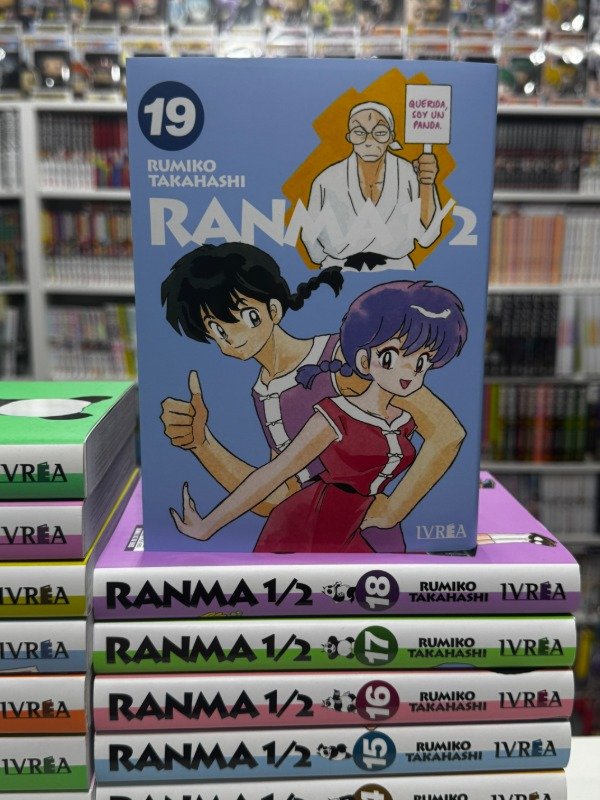 19
RUMIKO
TAKAHASHI
RANMA 1/2
QUERIDA,
SOY UN
PANDA.
IVREA
RANMA 1/2 18 RUMIKO TAKAHASHI IVREA
RANMA 1/2 17 RUMIKO TAKAHASHI IVREA
RANMA 1/2 16 RUMIKO TAKAHASHI IVREA
RANMA 1/2 15 RUMIKO TAKAHASHI IVREA
RUMIKO
IVREA
IVREA
IVREA
IVREA
IVREA
IVREA